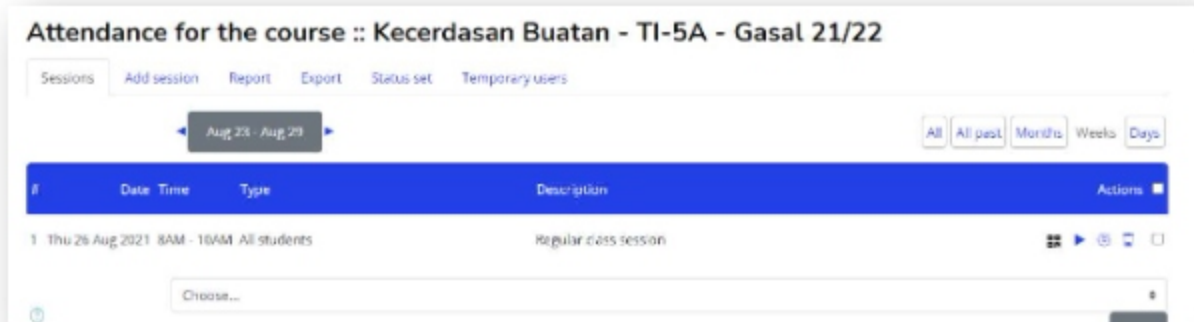 Attendance for the course :: Kecerdasan Buatan - TI-5A - Gasal 21/22
Sessions Add session Report Export Status set Temporary users
Aug 23 - Aug 29 All All past Months Weeks Days
# Date Time Type Description Actions
1 Thu 26 Aug 2021 8AM - 10AM All students Regular class session
Choose...